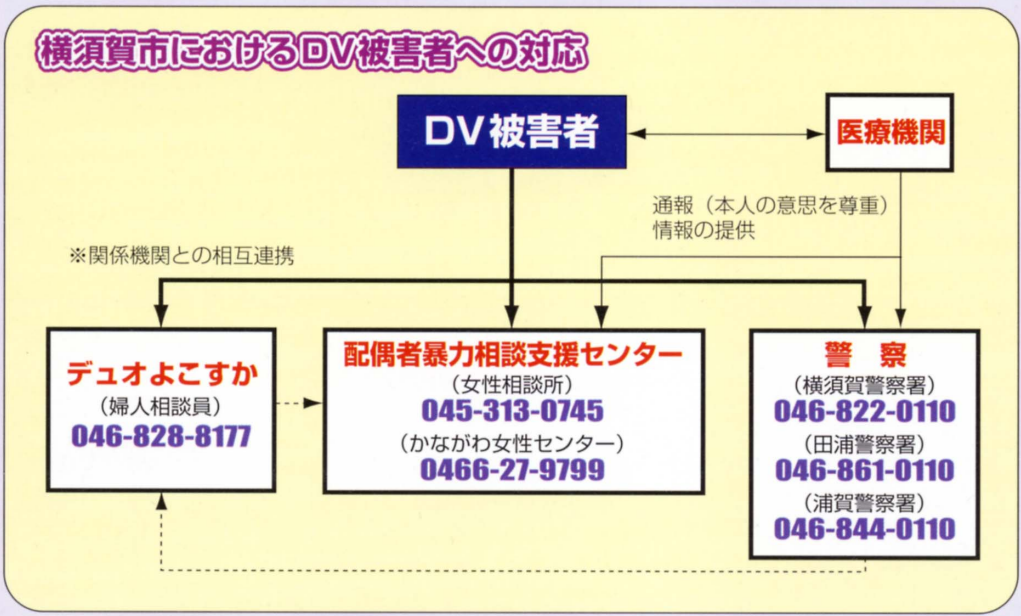 横須賀市におけるDV被害者への対応
DV被害者
医療機関
通報（本人の意思を尊重）
情報の提供
※関係機関との相互連携
デュオよこすか
（婦人相談員）
046-828-8177
配偶者暴力相談支援センター
（女性相談所）
045-313-0745
（かながわ女性センター）
0466-27-9799
警　察
（横須賀警察署）
046-822-0110
（田浦警察署）
046-861-0110
（浦賀警察署）
046-844-0110